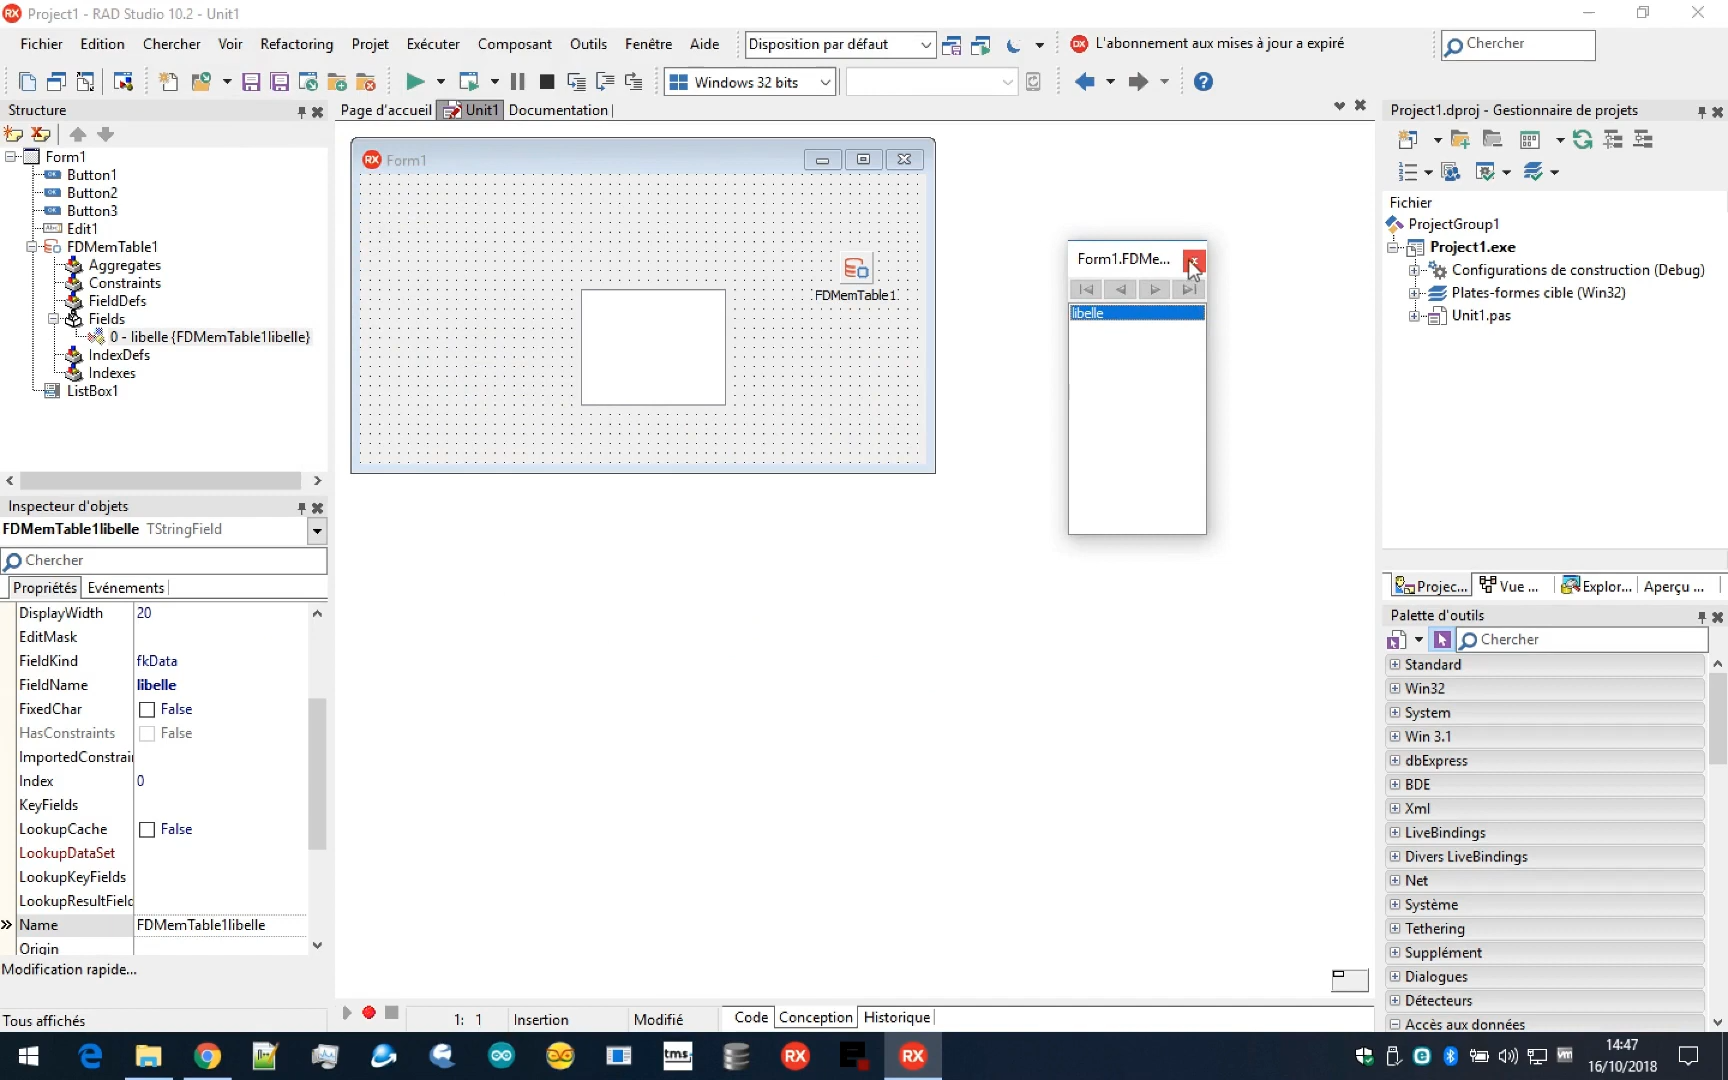 Project1 - RAD Studio 10.2 - Unit1
Fichier Edition Chercher Voir Refactoring Projet Exécuter Composant Outils Fenêtre Aide
Disposition par défaut
L'abonnement aux mises à jour a expiré
Chercher
Windows 32 bits
Structure
Page d'accueil Unit1 Documentation
Project1.dproj - Gestionnaire de projets
Form1
Button1
Button2
Button3
Edit1
FDMemTable1
Aggregates
Constraints
FieldDefs
Fields
0 - libelle {FDMemTable1libelle}
IndexDefs
Indexes
ListBox1
Form1
FDMemTable1
Form1.FDMe...
libelle
Fichier
ProjectGroup1
Project1.exe
Configurations de construction (Debug)
Plates-formes cible (Win32)
Unit1.pas
Inspecteur d'objets
FDMemTable1libelle TStringField
Chercher
Propriétés Evénements
DisplayWidth 20
EditMask
FieldKind fkData
FieldName libelle
FixedChar False
HasConstraints False
ImportedConstrai
Index 0
KeyFields
LookupCache False
LookupDataSet
LookupKeyFields
LookupResultField
Name FDMemTable1libelle
Origin
Modification rapide...
Tous affichés
Projec... Vue ... Explor... Aperçu ...
Palette d'outils
Chercher
Standard
Win32
System
Win 3.1
dbExpress
BDE
Xml
LiveBindings
Divers LiveBindings
Net
Système
Tethering
Supplément
Dialogues
Détecteurs
Accès aux données
1: 1 Insertion Modifié Code Conception Historique
tms
RX
RX
14:47
16/10/2018